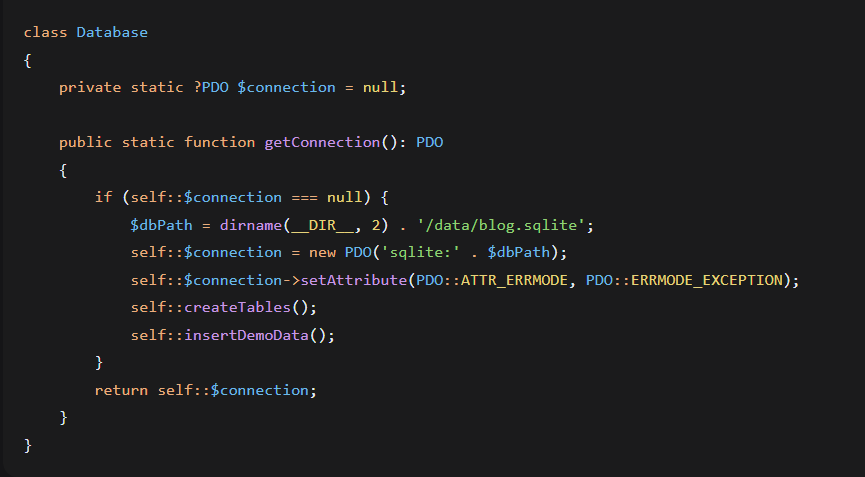 class Database
{
    private static ?PDO $connection = null;

    public static function getConnection(): PDO
    {
        if (self::$connection === null) {
            $dbPath = dirname(__DIR__, 2) . '/data/blog.sqlite';
            self::$connection = new PDO('sqlite:' . $dbPath);
            self::$connection->setAttribute(PDO::ATTR_ERRMODE, PDO::ERRMODE_EXCEPTION);
            self::createTables();
            self::insertDemoData();
        }
        return self::$connection;
    }
}